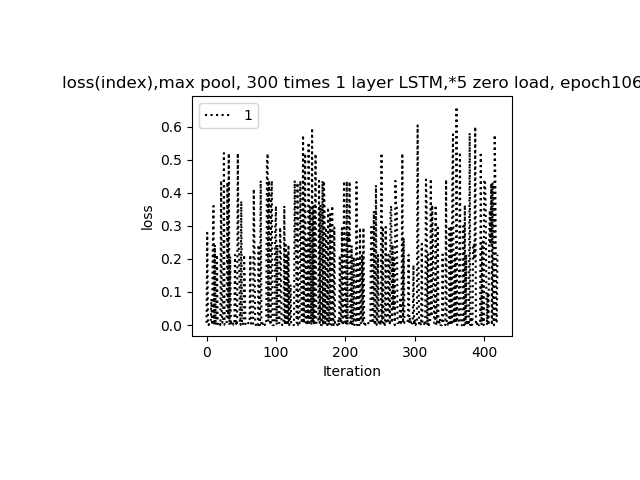 loss(index),max pool, 300 times 1 layer LSTM,*5 zero load, epoch106
1
0.6
0.5
0.4
0.3
0.2
0.1
0.0
loss
0 100 200 300 400
Iteration